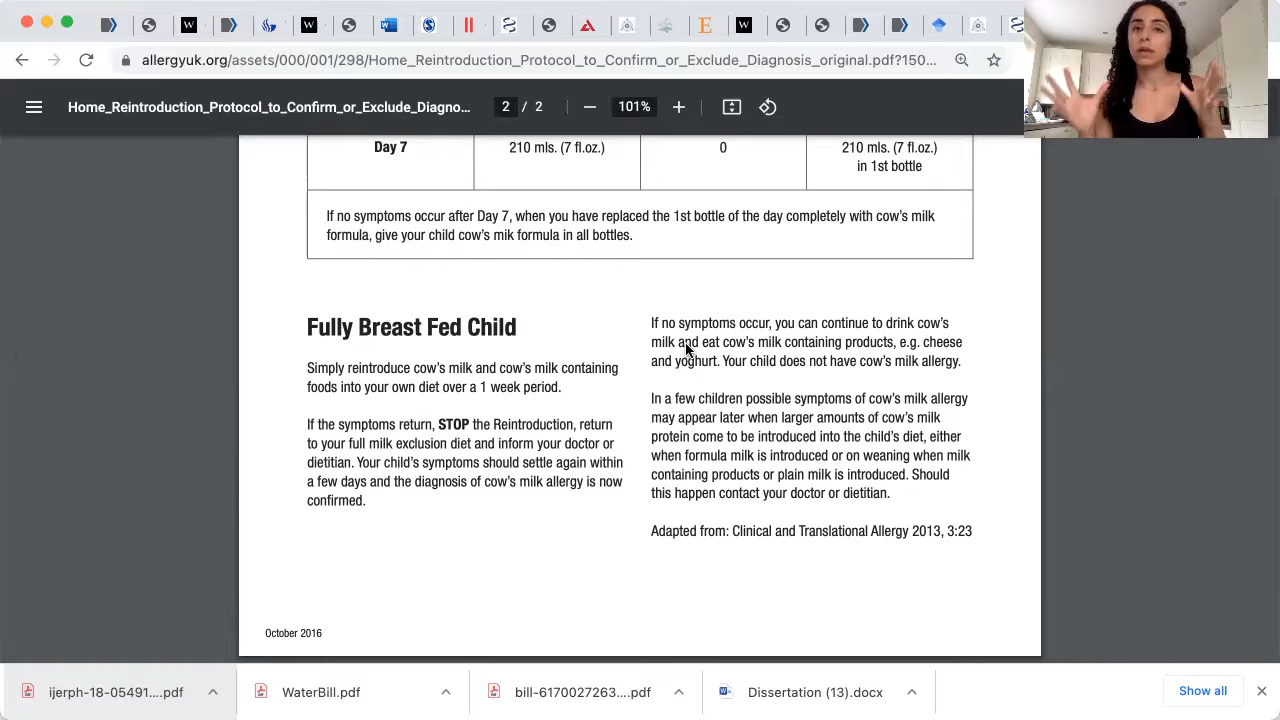 allergyuk.org/assets/000/001/298/Home_Reintroduction_Protocol_to_Confirm_or_Exclude_Diagnosis_original.pdf?150...
Home_Reintroduction_Protocol_to_Confirm_or_Exclude_Diagno... 2 / 2 101%
Day 7 210 mls. (7 fl.oz.) 0 210 mls. (7 fl.oz.)
in 1st bottle
If no symptoms occur after Day 7, when you have replaced the 1st bottle of the day completely with cow's milk
formula, give your child cow's mik formula in all bottles.
Fully Breast Fed Child
Simply reintroduce cow's milk and cow's milk containing
foods into your own diet over a 1 week period.
If the symptoms return, STOP the Reintroduction, return
to your full milk exclusion diet and inform your doctor or
dietitian. Your child's symptoms should settle again within
a few days and the diagnosis of cow's milk allergy is now
confirmed.
If no symptoms occur, you can continue to drink cow's
milk and eat cow's milk containing products, e.g. cheese
and yoghurt. Your child does not have cow's milk allergy.
In a few children possible symptoms of cow's milk allergy
may appear later when larger amounts of cow's milk
protein come to be introduced into the child's diet, either
when formula milk is introduced or on weaning when milk
containing products or plain milk is introduced. Should
this happen contact your doctor or dietitian.
Adapted from: Clinical and Translational Allergy 2013, 3:23
October 2016
ijerph-18-05491....pdf WaterBill.pdf bill-6170027263....pdf Dissertation (13).docx Show all